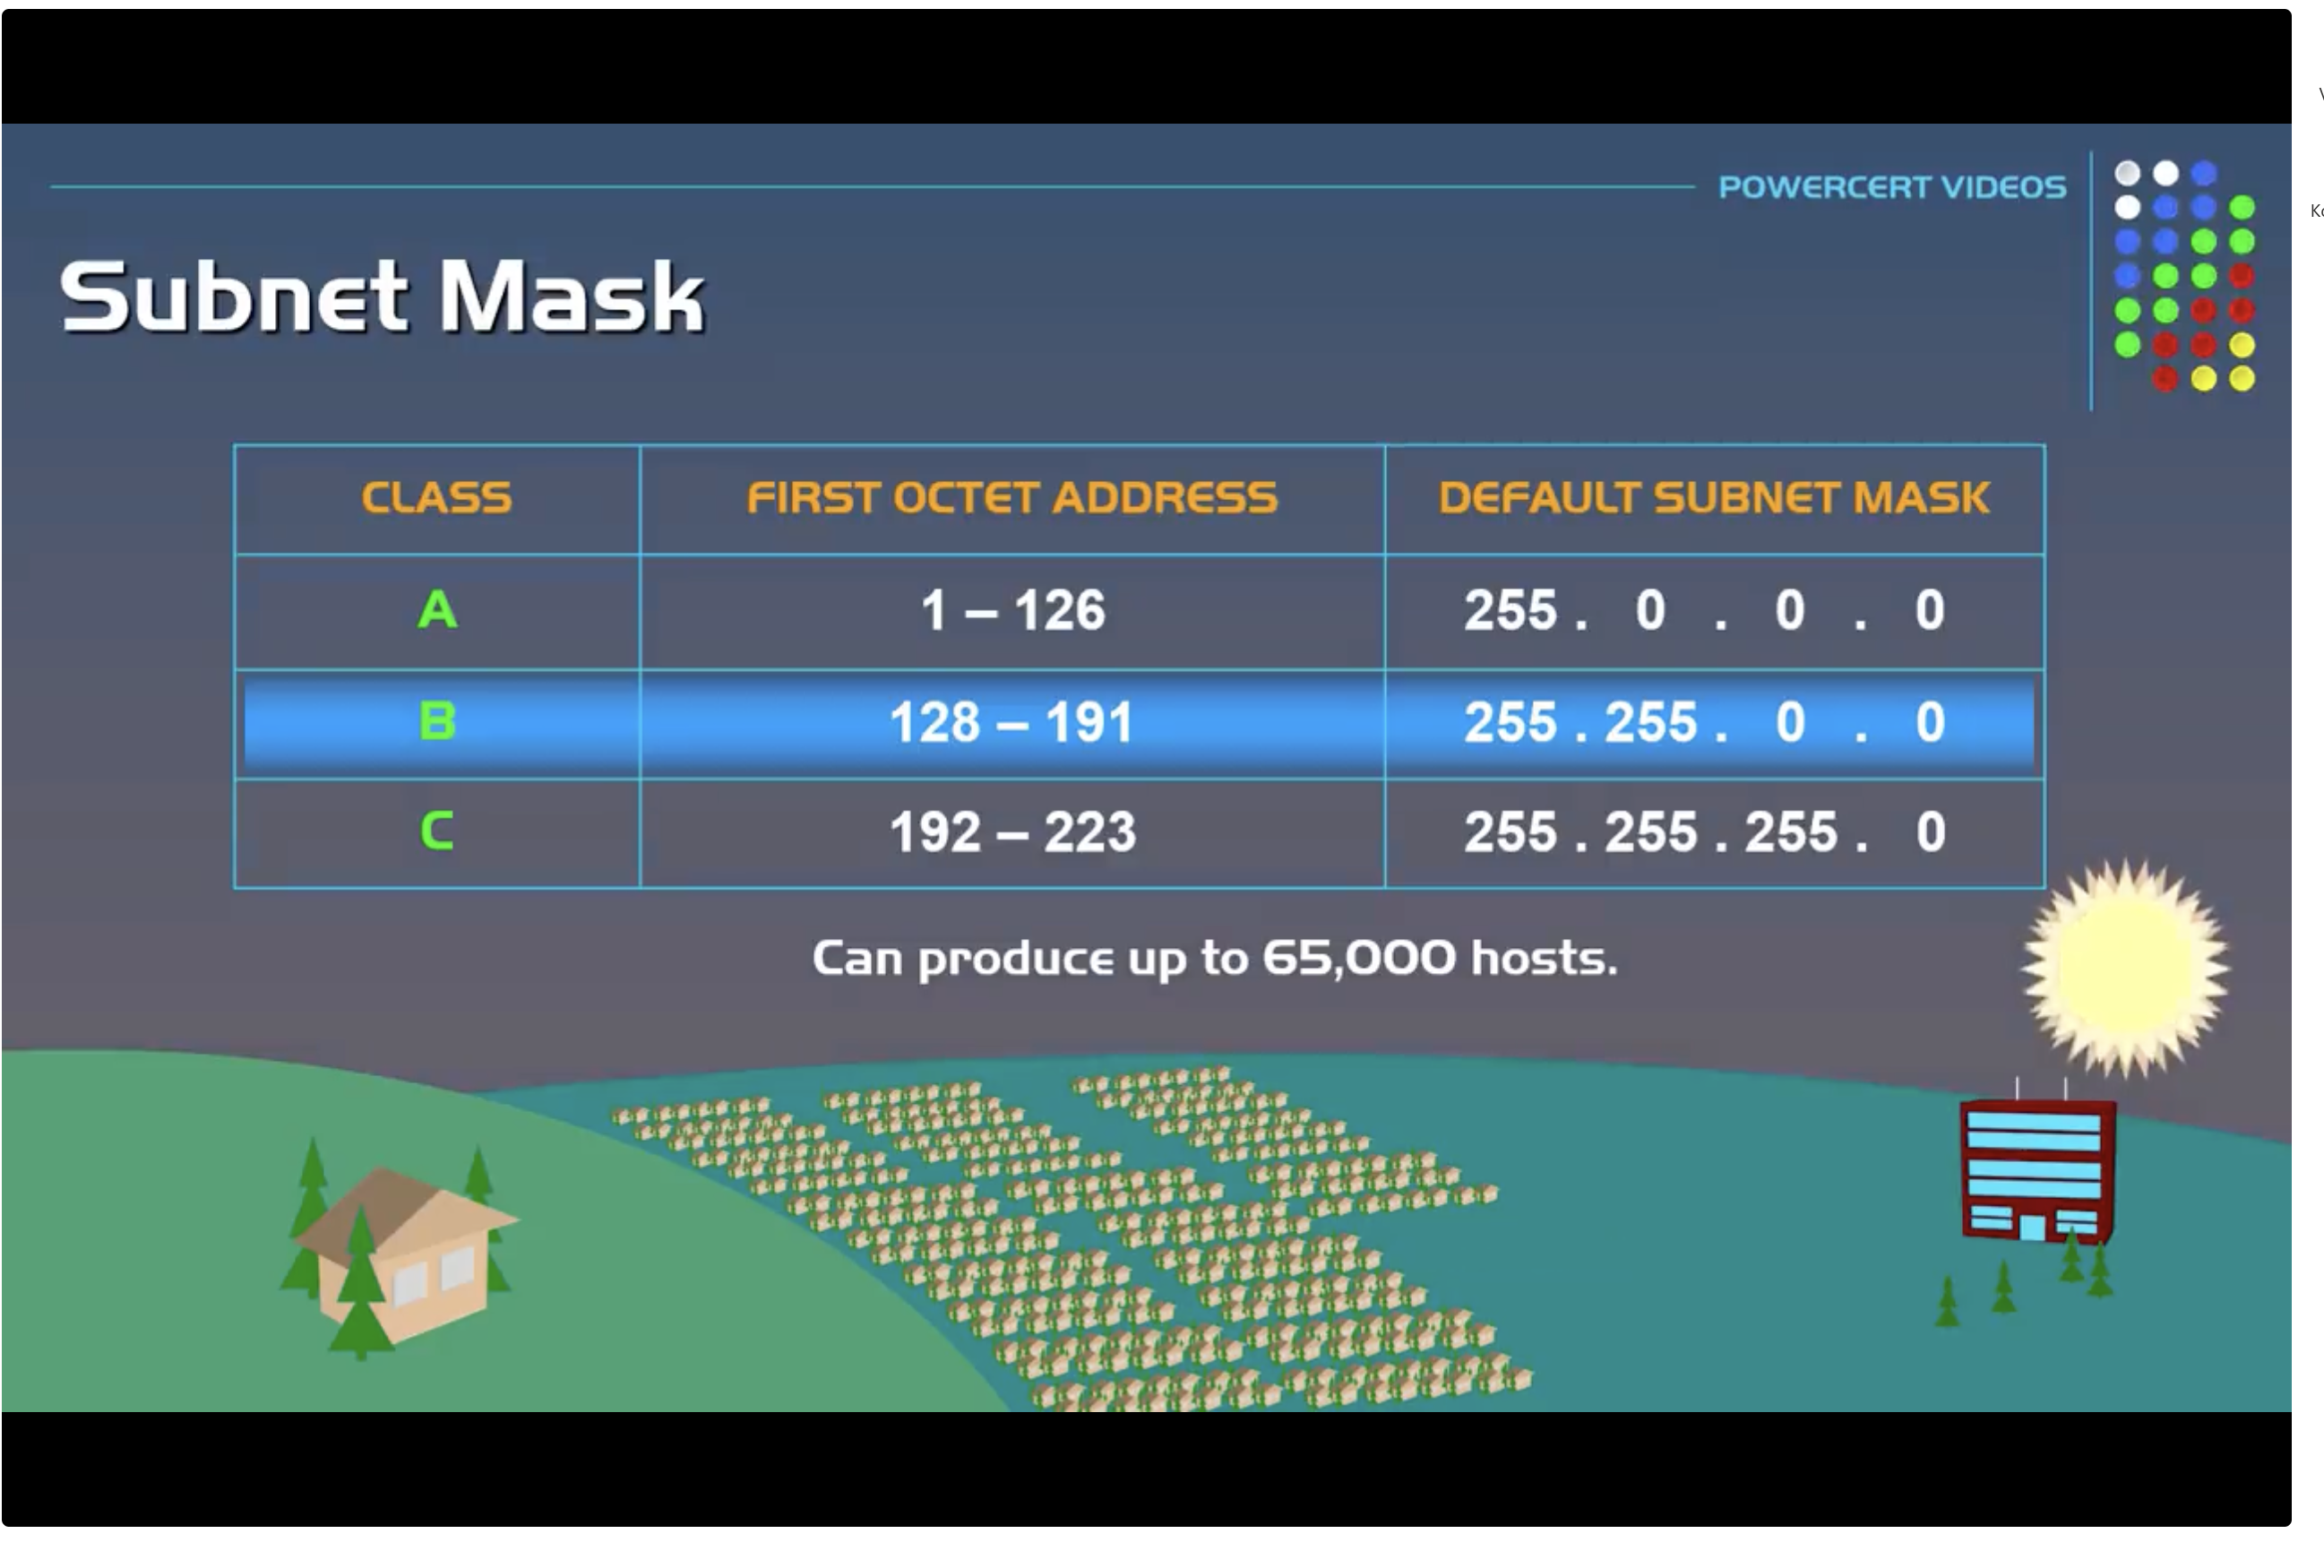 POWERCERT VIDEOS
Subnet Mask
CLASS FIRST OCTET ADDRESS DEFAULT SUBNET MASK
A 1 – 126 255 . 0 . 0 . 0
B 128 – 191 255 . 255 . 0 . 0
C 192 – 223 255 . 255 . 255 . 0
Can produce up to 65,000 hosts.